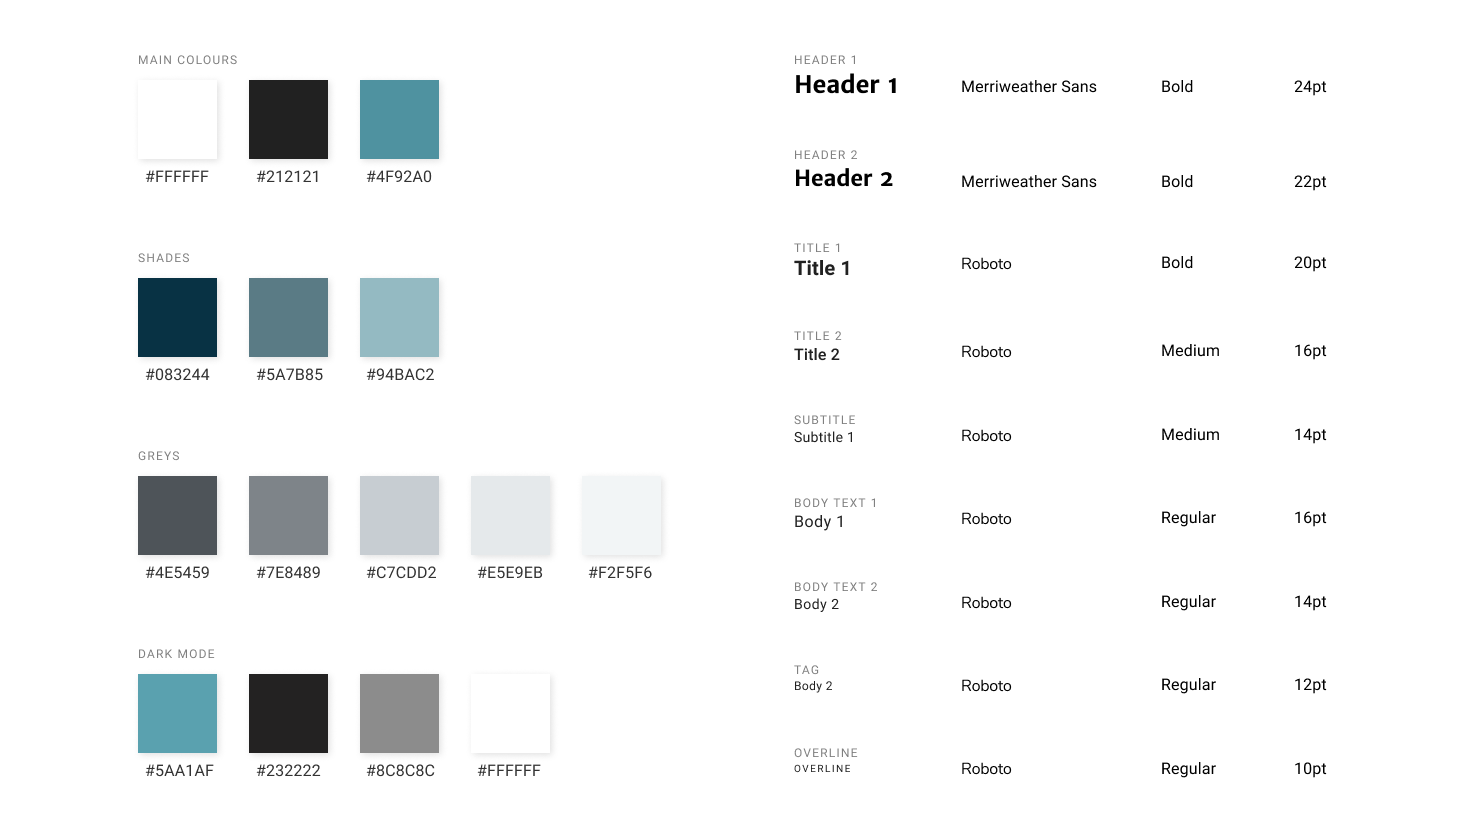 MAIN COLOURS
#FFFFFF #212121 #4F92A0
SHADES
#083244 #5A7B85 #94BAC2
GREYS
#4E5459 #7E8489 #C7CDD2 #E5E9EB #F2F5F6
DARK MODE
#5AA1AF #232222 #8C8C8C #FFFFFF
HEADER 1
Header 1 Merriweather Sans Bold 24pt
HEADER 2
Header 2 Merriweather Sans Bold 22pt
TITLE 1
Title 1 Roboto Bold 20pt
TITLE 2
Title 2 Roboto Medium 16pt
SUBTITLE
Subtitle 1 Roboto Medium 14pt
BODY TEXT 1
Body 1 Roboto Regular 16pt
BODY TEXT 2
Body 2 Roboto Regular 14pt
TAG
Body 2 Roboto Regular 12pt
OVERLINE
OVERLINE Roboto Regular 10pt